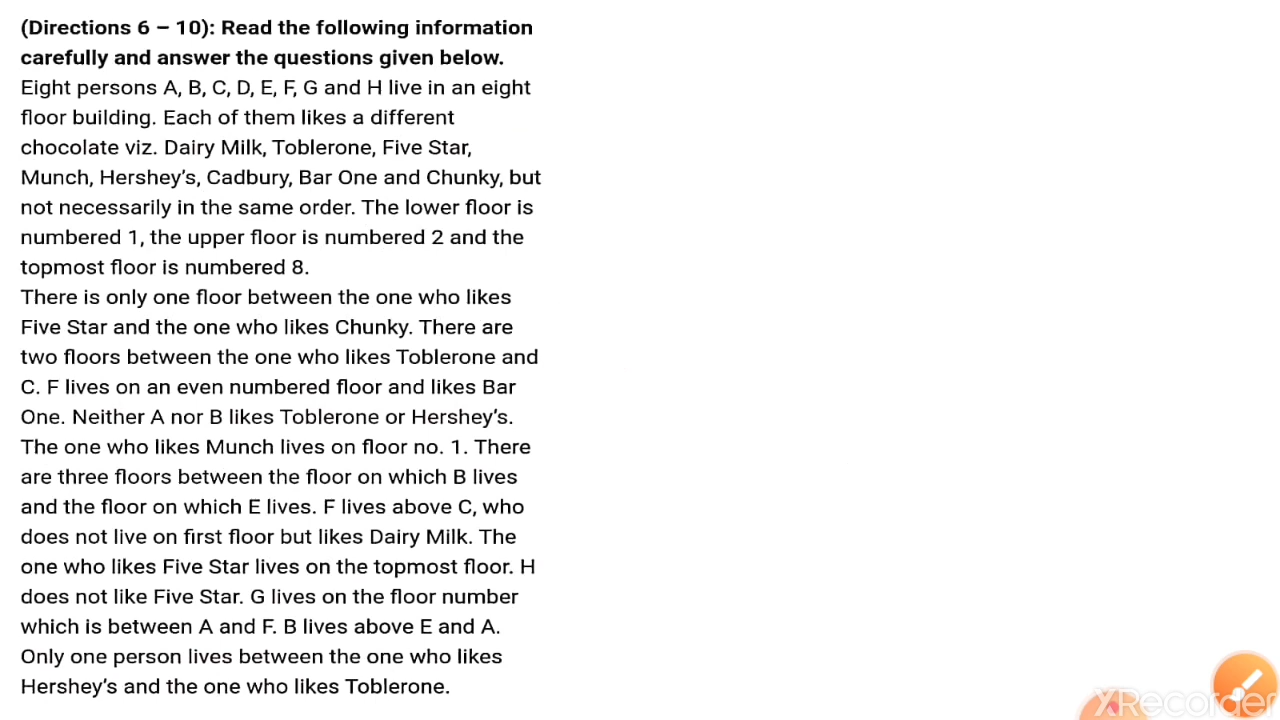 (Directions 6 – 10): Read the following information
carefully and answer the questions given below.
Eight persons A, B, C, D, E, F, G and H live in an eight
floor building. Each of them likes a different
chocolate viz. Dairy Milk, Toblerone, Five Star,
Munch, Hershey’s, Cadbury, Bar One and Chunky, but
not necessarily in the same order. The lower floor is
numbered 1, the upper floor is numbered 2 and the
topmost floor is numbered 8.
There is only one floor between the one who likes
Five Star and the one who likes Chunky. There are
two floors between the one who likes Toblerone and
C. F lives on an even numbered floor and likes Bar
One. Neither A nor B likes Toblerone or Hershey’s.
The one who likes Munch lives on floor no. 1. There
are three floors between the floor on which B lives
and the floor on which E lives. F lives above C, who
does not live on first floor but likes Dairy Milk. The
one who likes Five Star lives on the topmost floor. H
does not like Five Star. G lives on the floor number
which is between A and F. B lives above E and A.
Only one person lives between the one who likes
Hershey’s and the one who likes Toblerone.
XRecorder